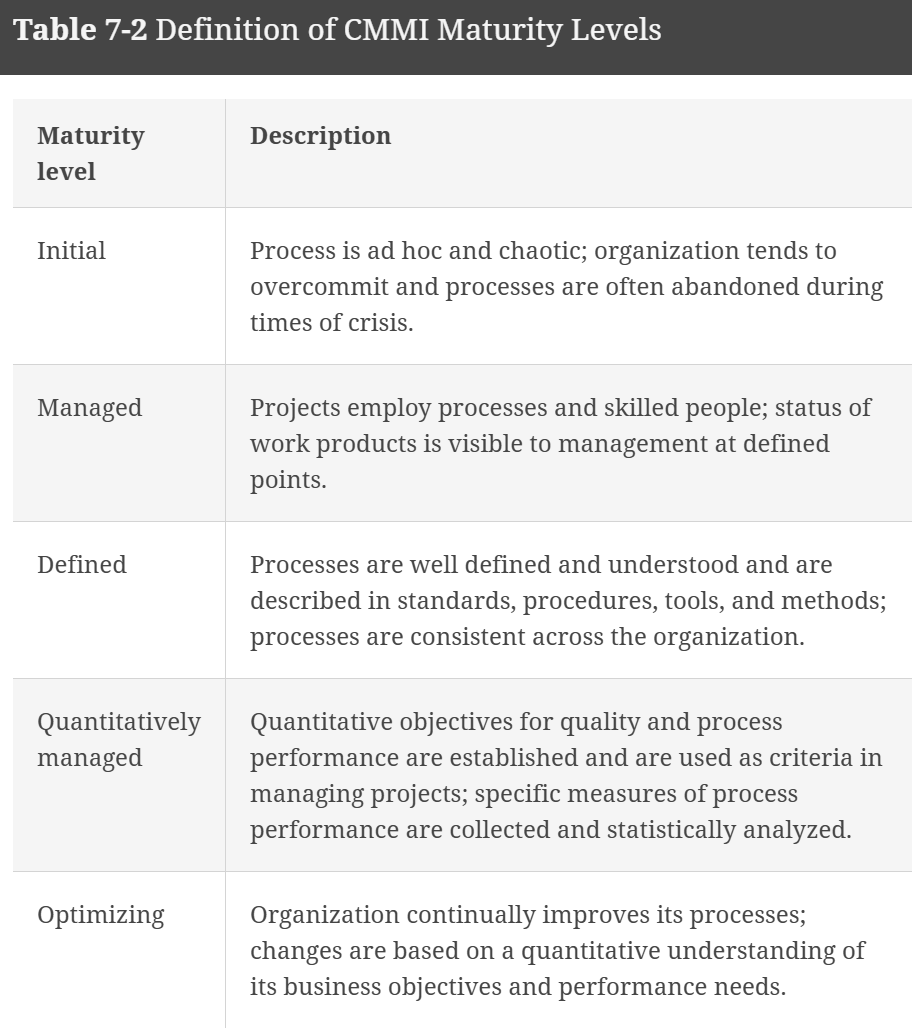 Table 7-2 Definition of CMMI Maturity Levels
Maturity
level
Description
Initial
Process is ad hoc and chaotic; organization tends to
overcommit and processes are often abandoned during
times of crisis.
Managed
Projects employ processes and skilled people; status of
work products is visible to management at defined
points.
Defined
Processes are well defined and understood and are
described in standards, procedures, tools, and methods;
processes are consistent across the organization.
Quantitatively
managed
Quantitative objectives for quality and process
performance are established and are used as criteria in
managing projects; specific measures of process
performance are collected and statistically analyzed.
Optimizing
Organization continually improves its processes;
changes are based on a quantitative understanding of
its business objectives and performance needs.